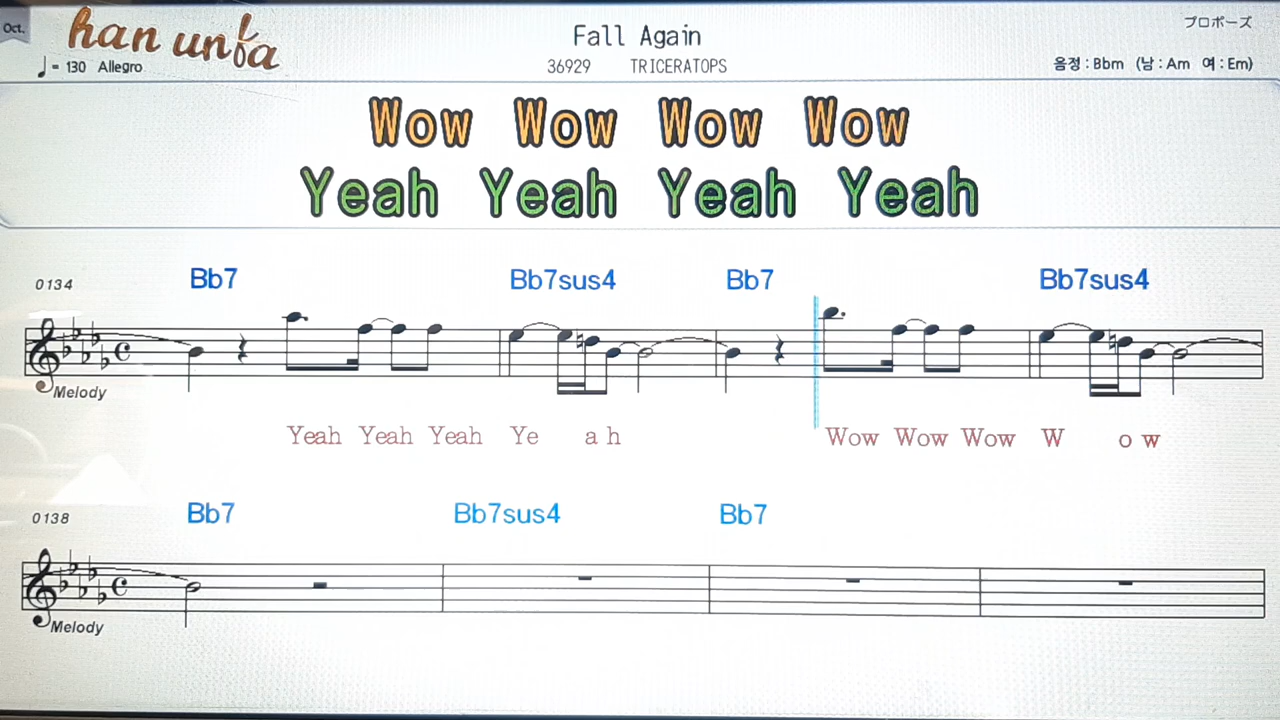 Oct.
han un!fa
Fall Again
プロポーズ
♩= 130 Allegro
36929 TRICERATOPS
음정 : Bbm (남 : Am 여 : Em)
Wow Wow Wow Wow
Yeah Yeah Yeah Yeah
0134 Bb7 Bb7sus4 Bb7 Bb7sus4
Melody
Yeah Yeah Yeah Ye a h Wow Wow Wow W o w
0138 Bb7 Bb7sus4 Bb7
Melody